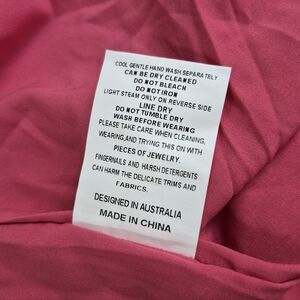 COOL GENTLE HAND WASH SEPARATELY
CAN BE DRY CLEANED
DO NOT BLEACH
DO NOT IRON
LIGHT STEAM ONLY ON REVERSE SIDE
LINE DRY
DO NOT TUMBLE DRY
WASH BEFORE WEARING
PLEASE TAKE CARE WHEN CLEANING,
WEARING,AND TRYING THIS ON WITH
PIECES OF JEWELRY.
FINGERNAILS AND HARSH DETERGENTS
CAN HARM THE DELICATE TRIMS AND
FABRICS.
DESIGNED IN AUSTRALIA
MADE IN CHINA